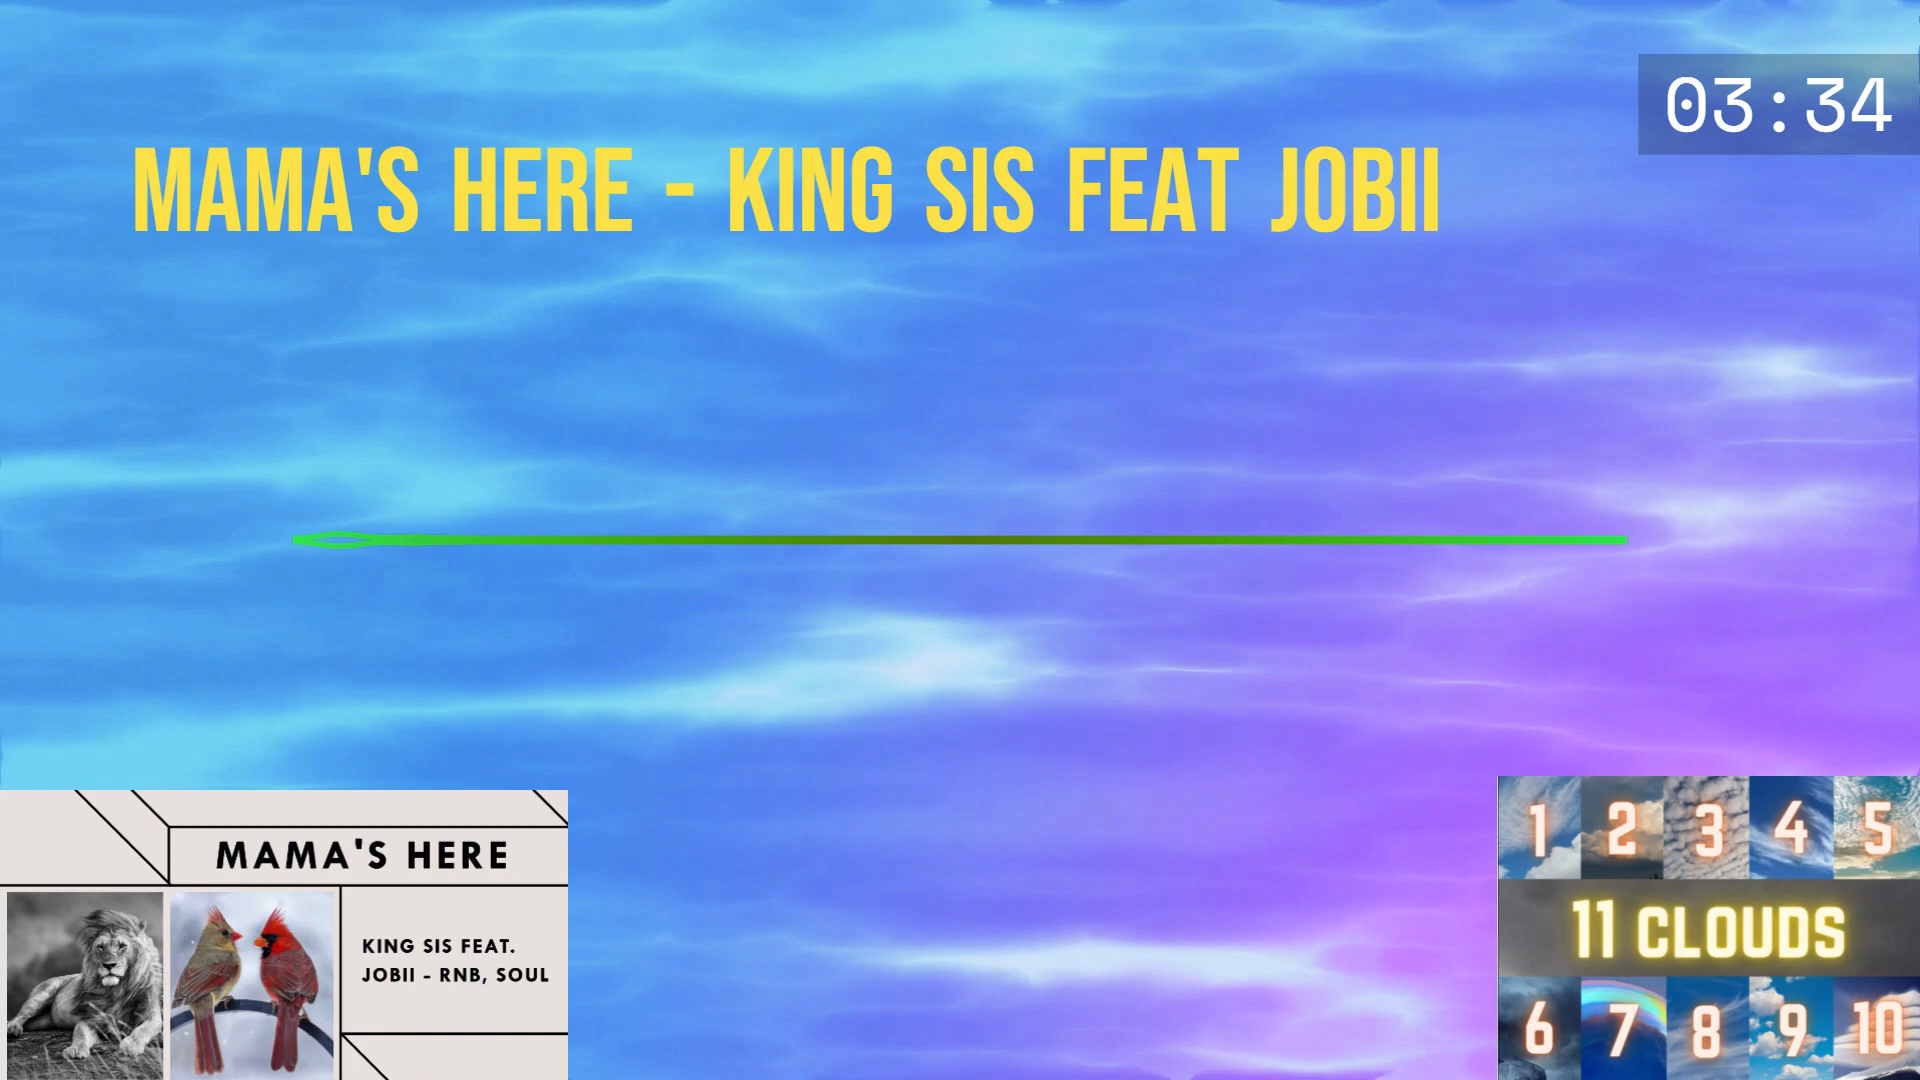 03:34
MAMA'S HERE - KING SIS FEAT JOBII
MAMA'S HERE
KING SIS FEAT.
JOBII - RNB, SOUL
1 2 3 4 5
11 CLOUDS
6 7 8 9 10